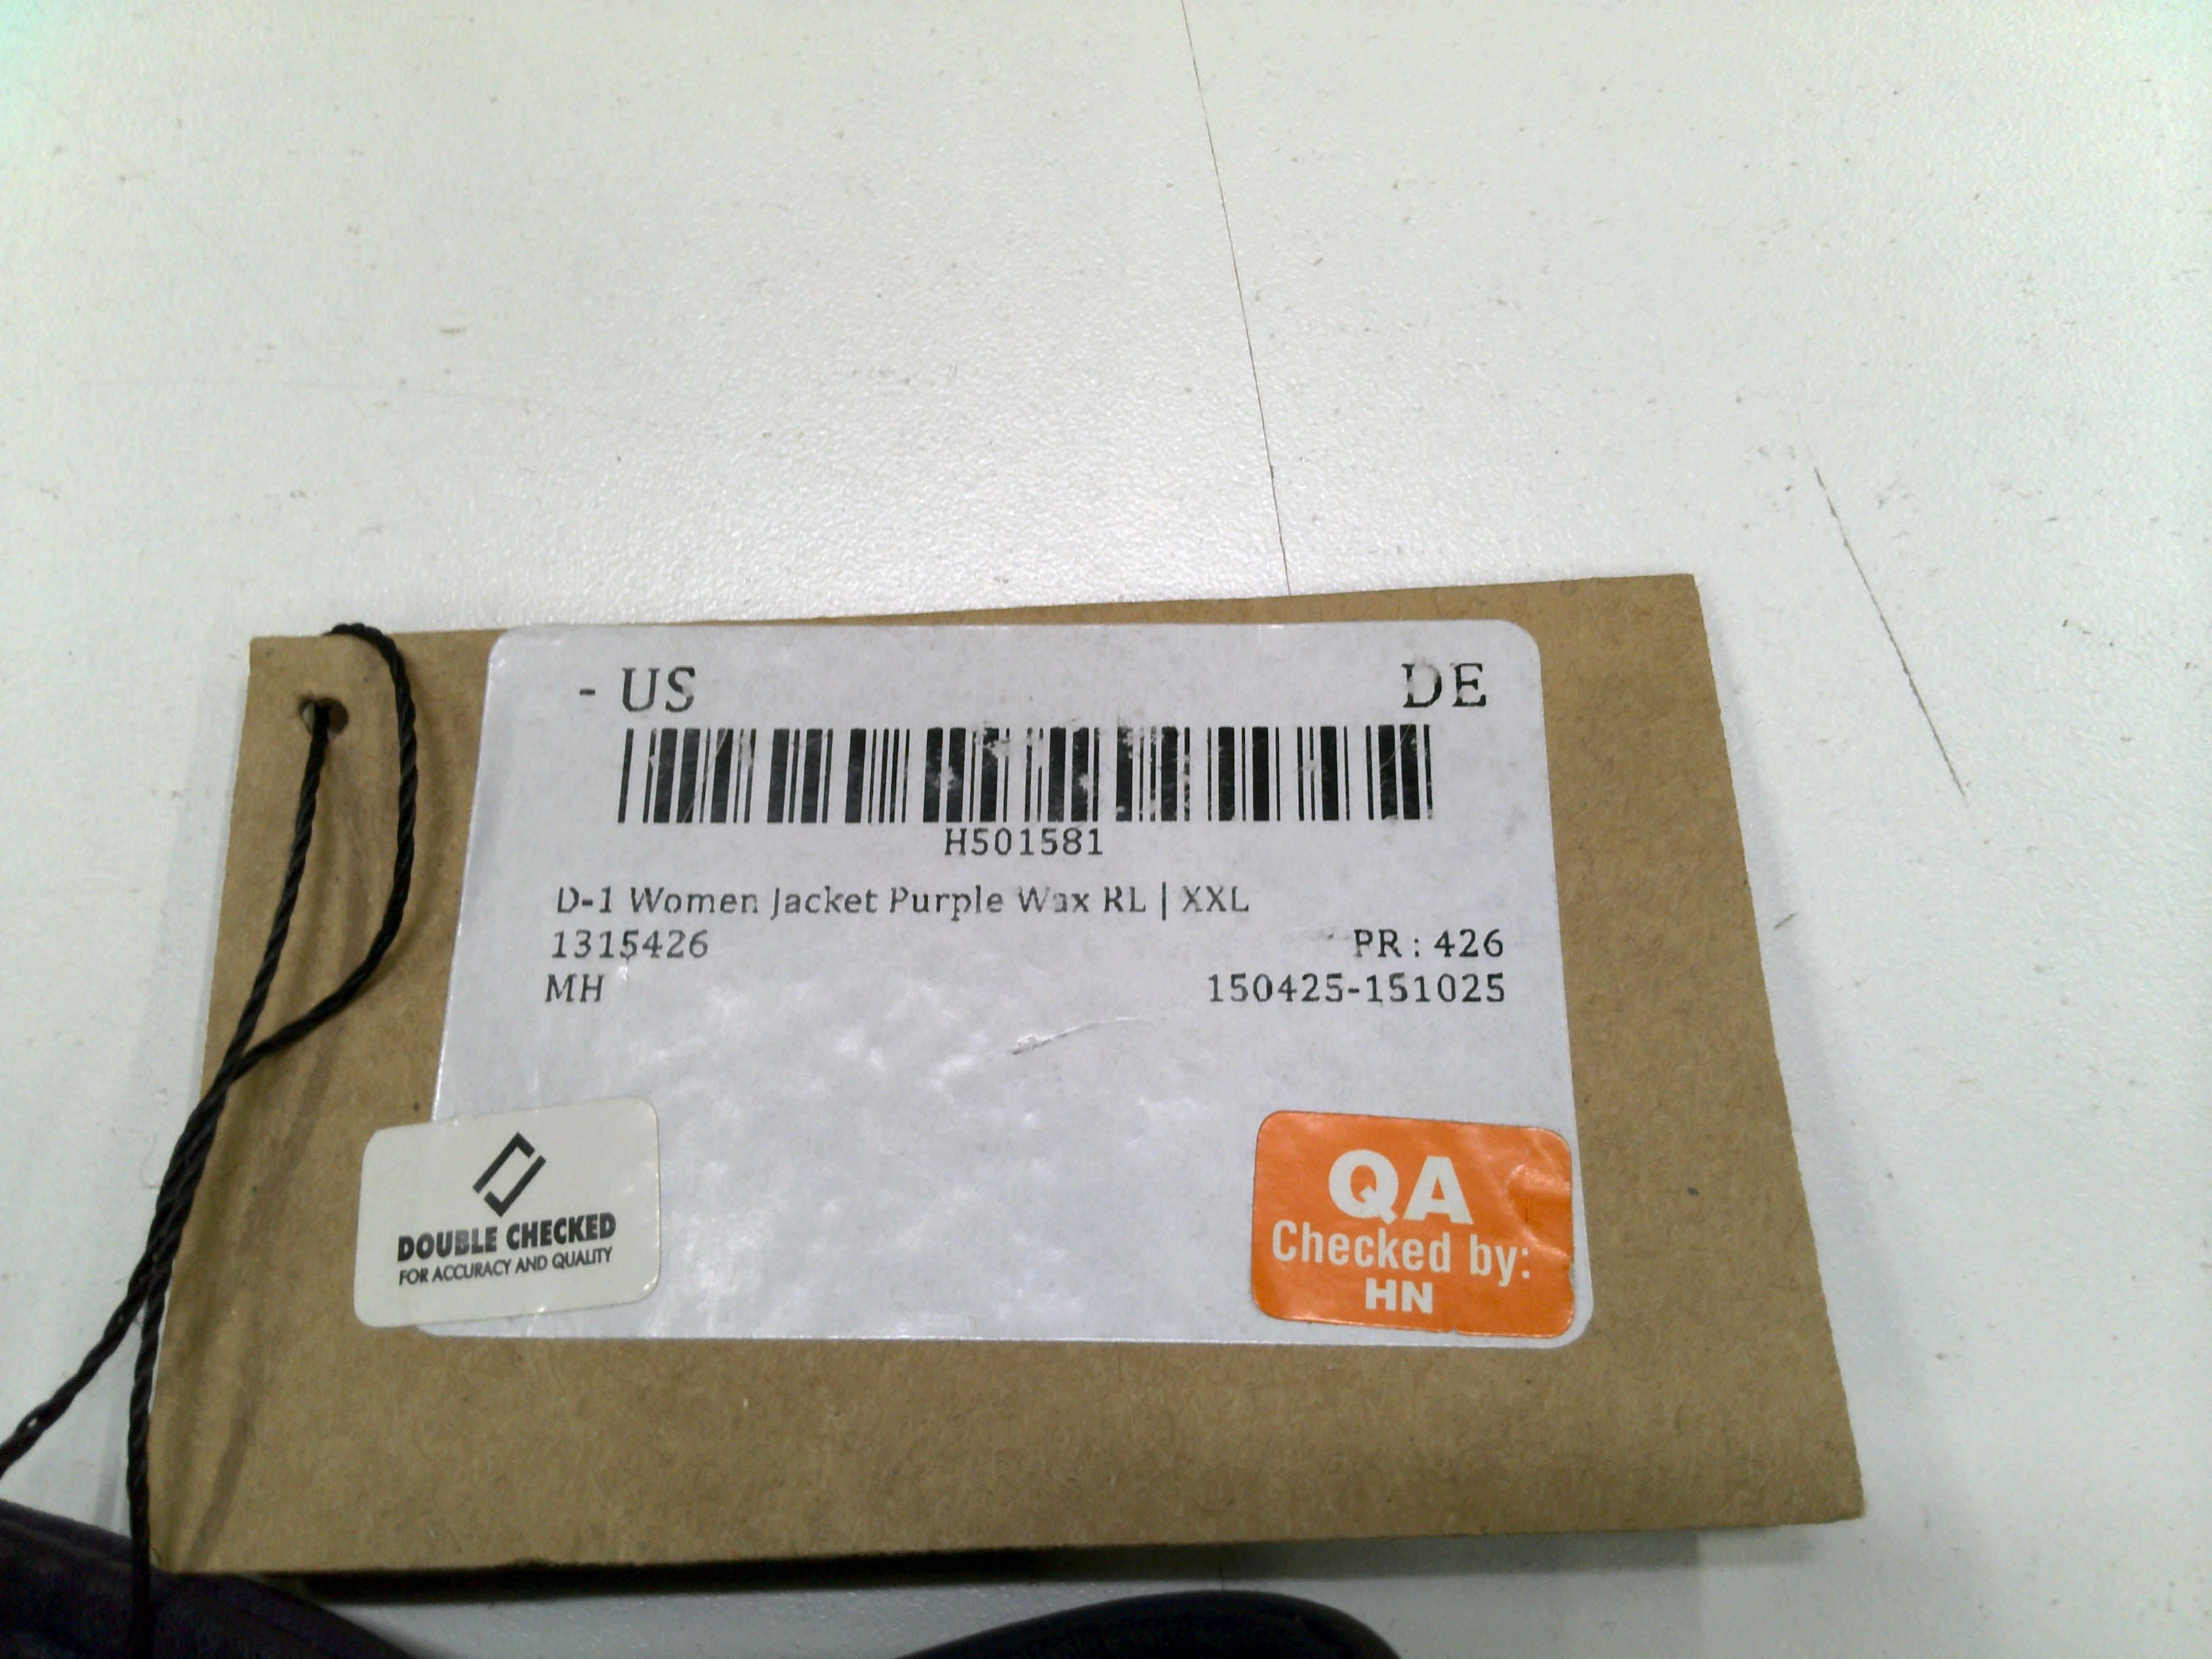 - US DE
H501581
D-1 Women Jacket Purple Wax RL | XXL
1315426 PR : 426
MH 150425-151025
DOUBLE CHECKED
FOR ACCURACY AND QUALITY
QA
Checked by:
HN